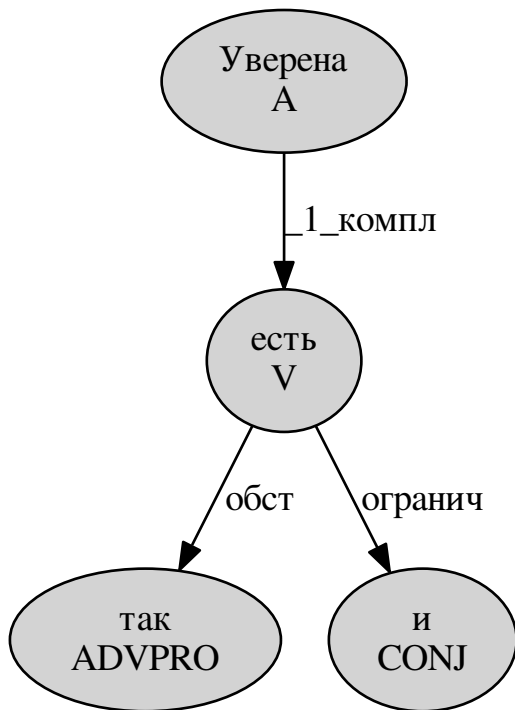 Уверена
A
_1_компл
есть
V
обст
огранич
так
ADVPRO
и
CONJ